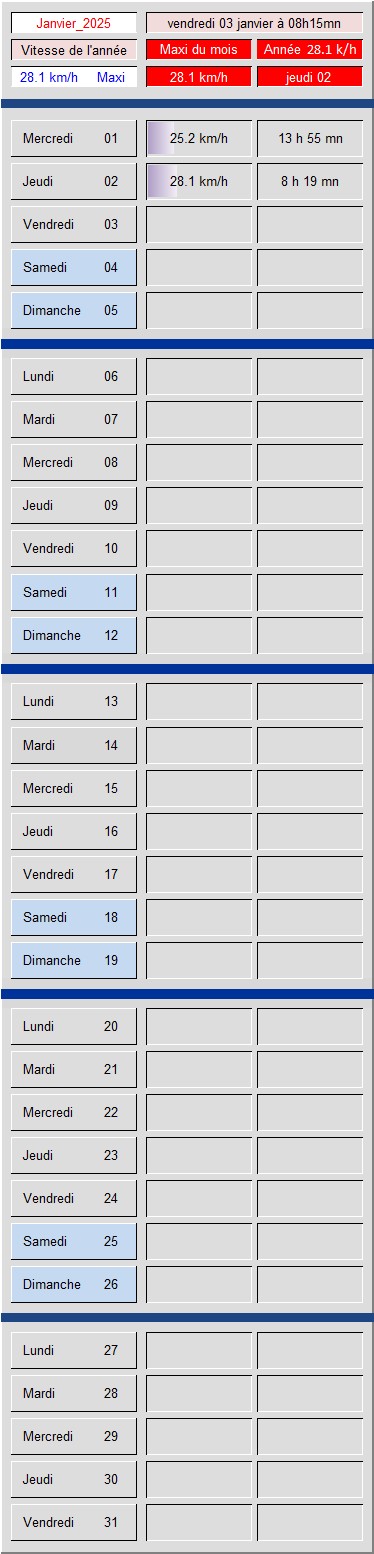 Janvier_2025 vendredi 03 janvier à 08h15mn
Vitesse de l'année Maxi du mois Année 28.1 k/h
28.1 km/h Maxi 28.1 km/h jeudi 02
Mercredi 01 25.2 km/h 13 h 55 mn
Jeudi 02 28.1 km/h 8 h 19 mn
Vendredi 03
Samedi 04
Dimanche 05
Lundi 06
Mardi 07
Mercredi 08
Jeudi 09
Vendredi 10
Samedi 11
Dimanche 12
Lundi 13
Mardi 14
Mercredi 15
Jeudi 16
Vendredi 17
Samedi 18
Dimanche 19
Lundi 20
Mardi 21
Mercredi 22
Jeudi 23
Vendredi 24
Samedi 25
Dimanche 26
Lundi 27
Mardi 28
Mercredi 29
Jeudi 30
Vendredi 31